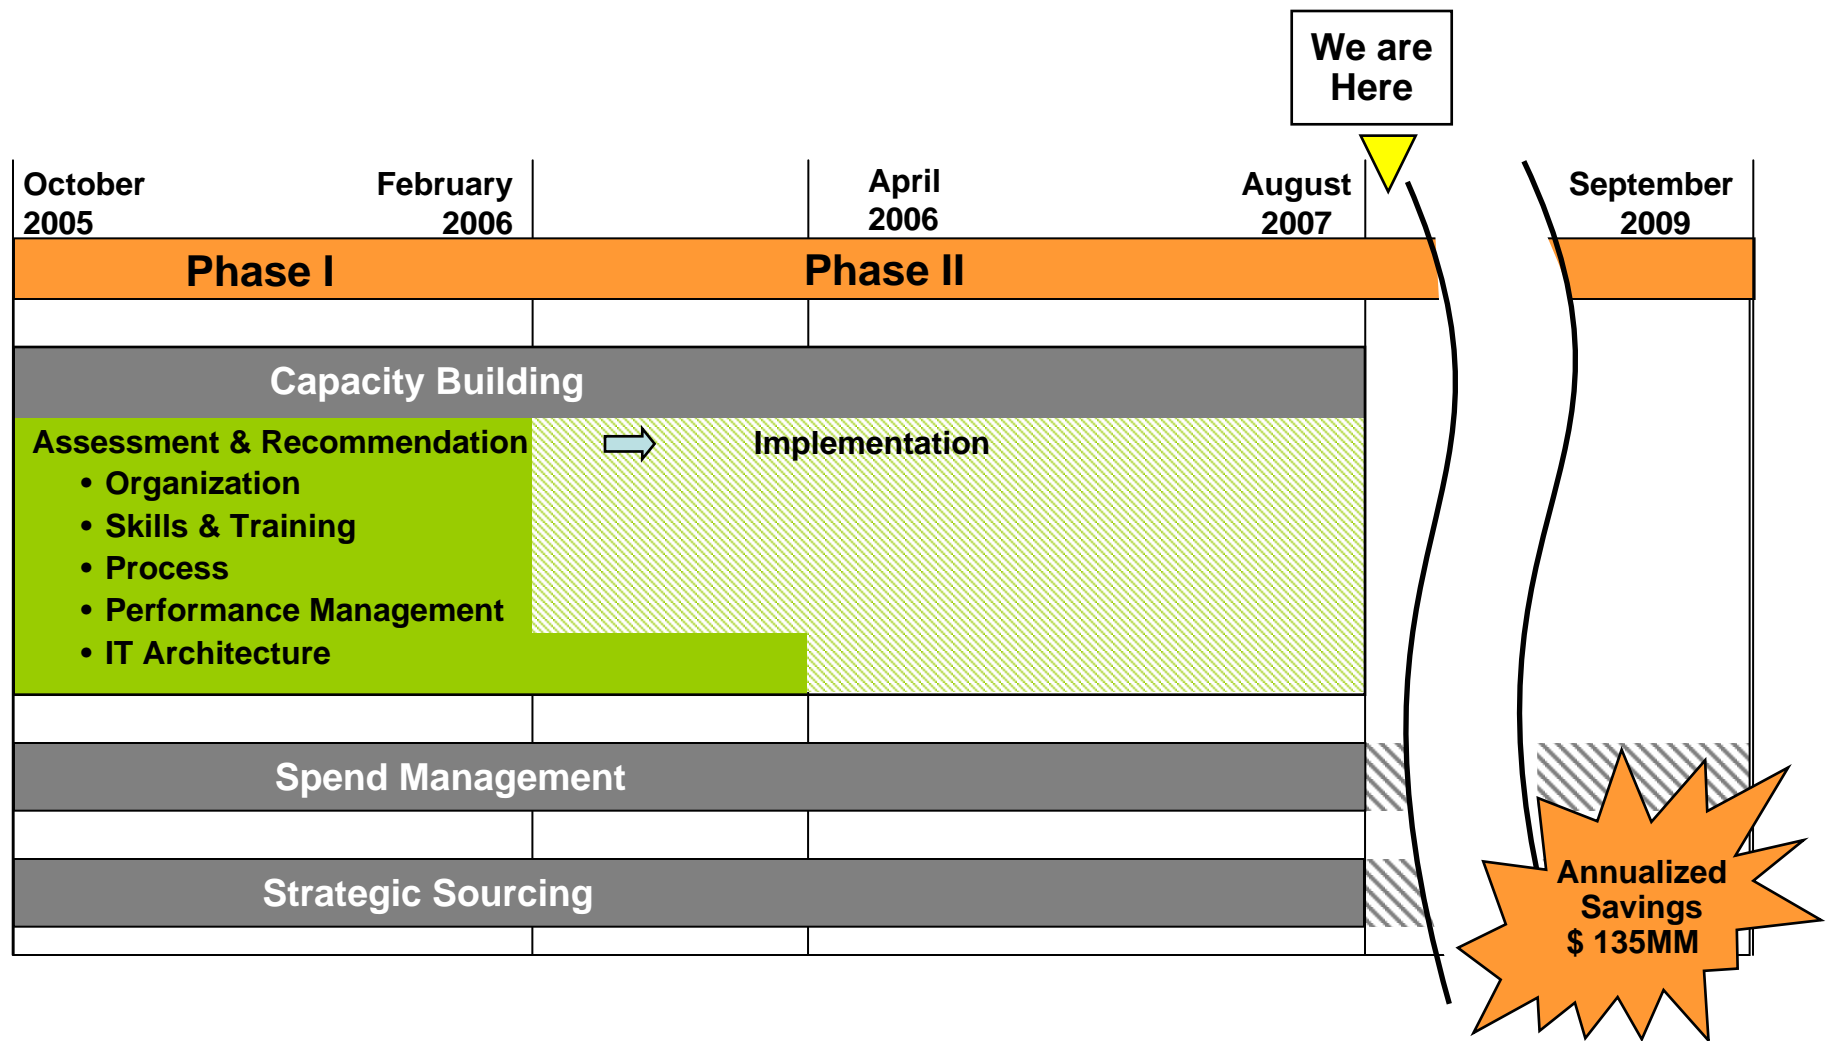 We are
Here
October
2005
February
2006
April
2006
August
2007
September
2009
Phase I
Phase II
Capacity Building
Assessment & Recommendation
Implementation
• Organization
• Skills & Training
• Process
• Performance Management
• IT Architecture
Spend Management
Strategic Sourcing
Annualized
Savings
$ 135MM